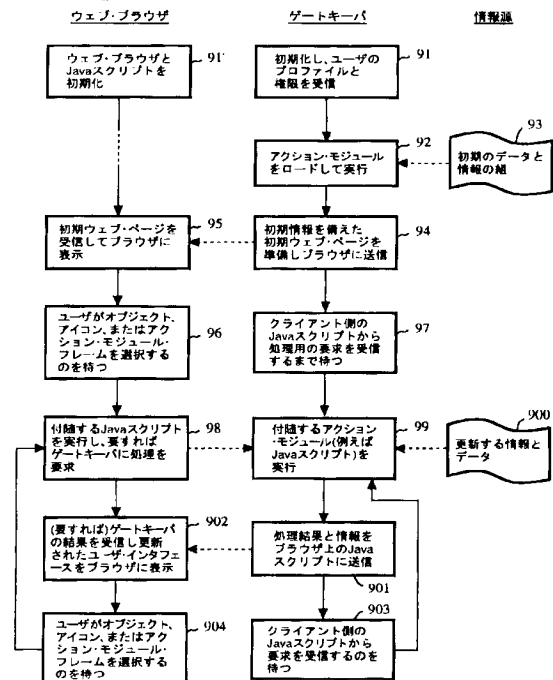 ウェブ・ブラウザ
ゲートキーパ
情報源
ウェブ・ブラウザと
Javaスクリプトを
初期化
91'
初期化し、ユーザの
プロファイルと
権限を受信
91
アクション・モジュール
をロードして実行
92
93
初期のデータと
情報の組
初期ウェブ・ページを
受信してブラウザに
表示
95
初期情報を備えた
初期ウェブ・ページを
準備しブラウザに送信
94
ユーザがオブジェクト、
アイコン、またはアク
ション・モジュール・
フレームを選択する
のを待つ
96
クライアント側の
Javaスクリプトから
処理用の要求を受信
するまで待つ
97
付随するJavaスクリプト
を実行し、要すれば
ゲートキーパに処理を
要求
98
付随するアクション
・モジュール(例えば
Javaスクリプト)を
実行
99
900
更新する情報と
データ
(要すれば)ゲートキーパ
の結果を受信し更新
されたユーザ・インタフェ
ースをブラウザに表示
902
処理結果と情報を
ブラウザ上のJava
スクリプトに送信
901
ユーザがオブジェクト、
アイコン、またはアク
ション・モジュール・
フレームを選択する
のを待つ
904
クライアント側の
Javaスクリプトから
要求を受信するのを
待つ
903